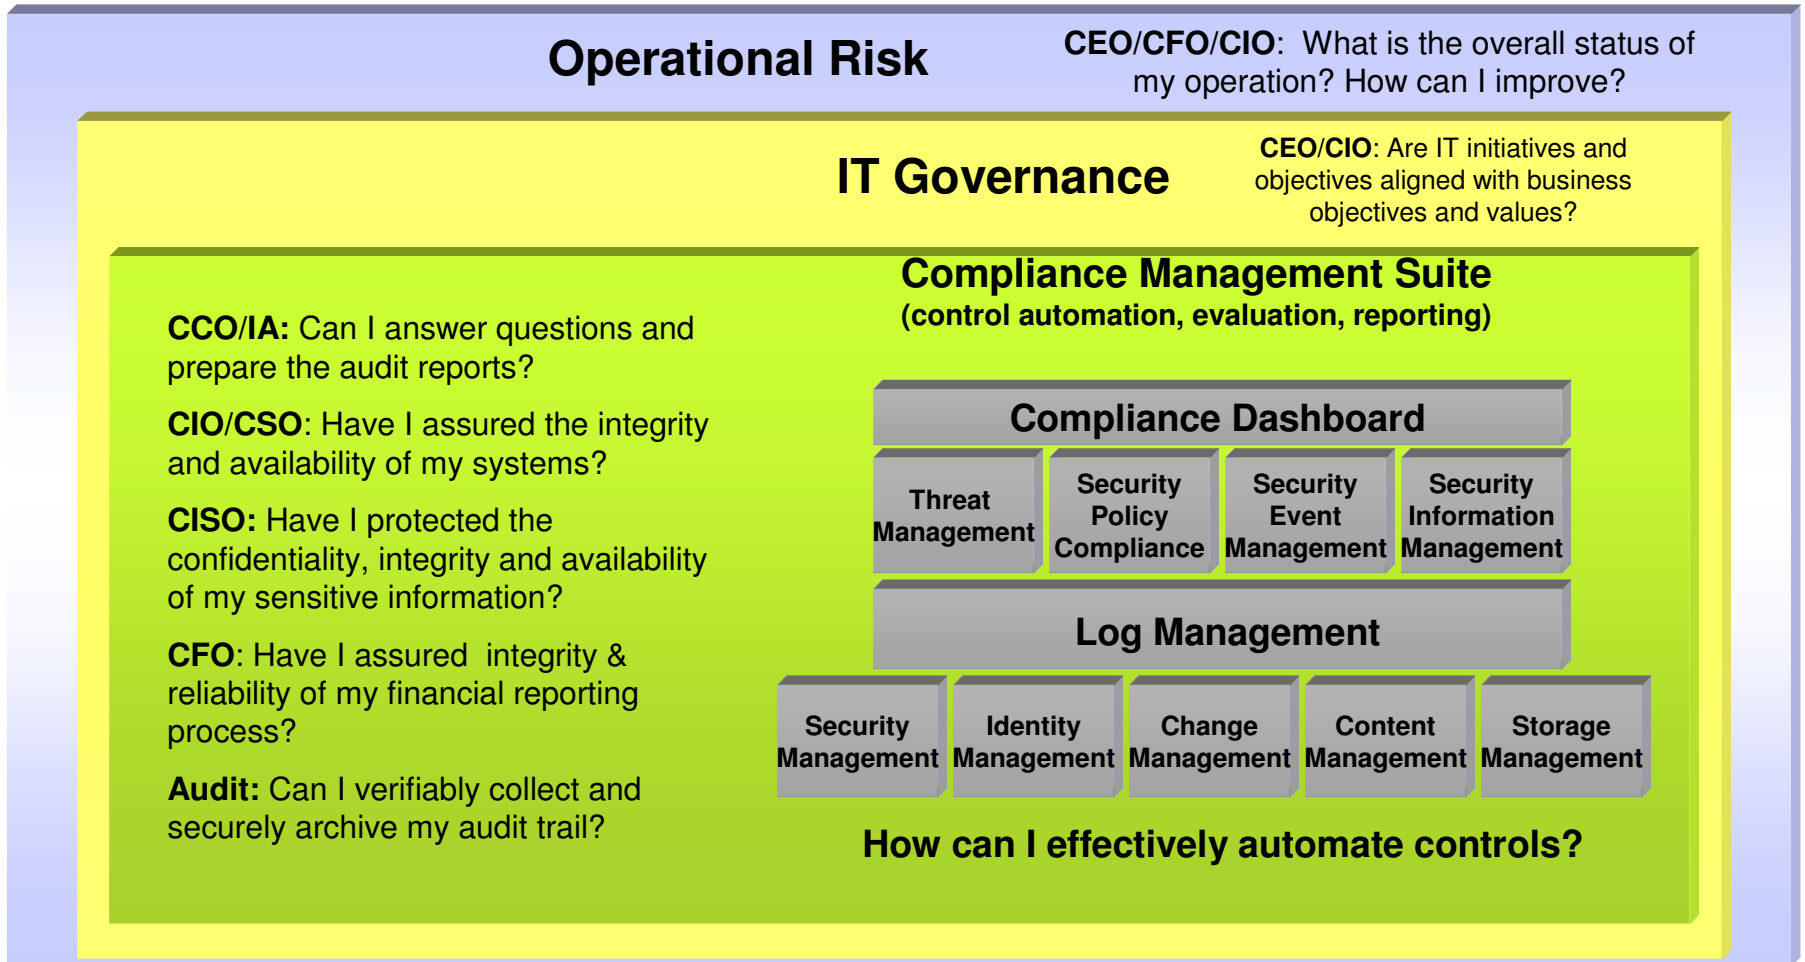 Operational Risk
CEO/CFO/CIO:  What is the overall status of
my operation? How can I improve?
IT Governance
CEO/CIO: Are IT initiatives and
objectives aligned with business
objectives and values?
Compliance Management Suite
(control automation, evaluation, reporting)
CCO/IA: Can I answer questions and
prepare the audit reports?
CIO/CSO: Have I assured the integrity
and availability of my systems?
CISO: Have I protected the
confidentiality, integrity and availability
of my sensitive information?
CFO: Have I assured  integrity &
reliability of my financial reporting
process?
Audit: Can I verifiably collect and
securely archive my audit trail?
Compliance Dashboard
Threat
Management
Security
Policy
Compliance
Security
Event
Management
Security
Information
Management
Log Management
Security
Management
Identity
Management
Change
Management
Content
Management
Storage
Management
How can I effectively automate controls?